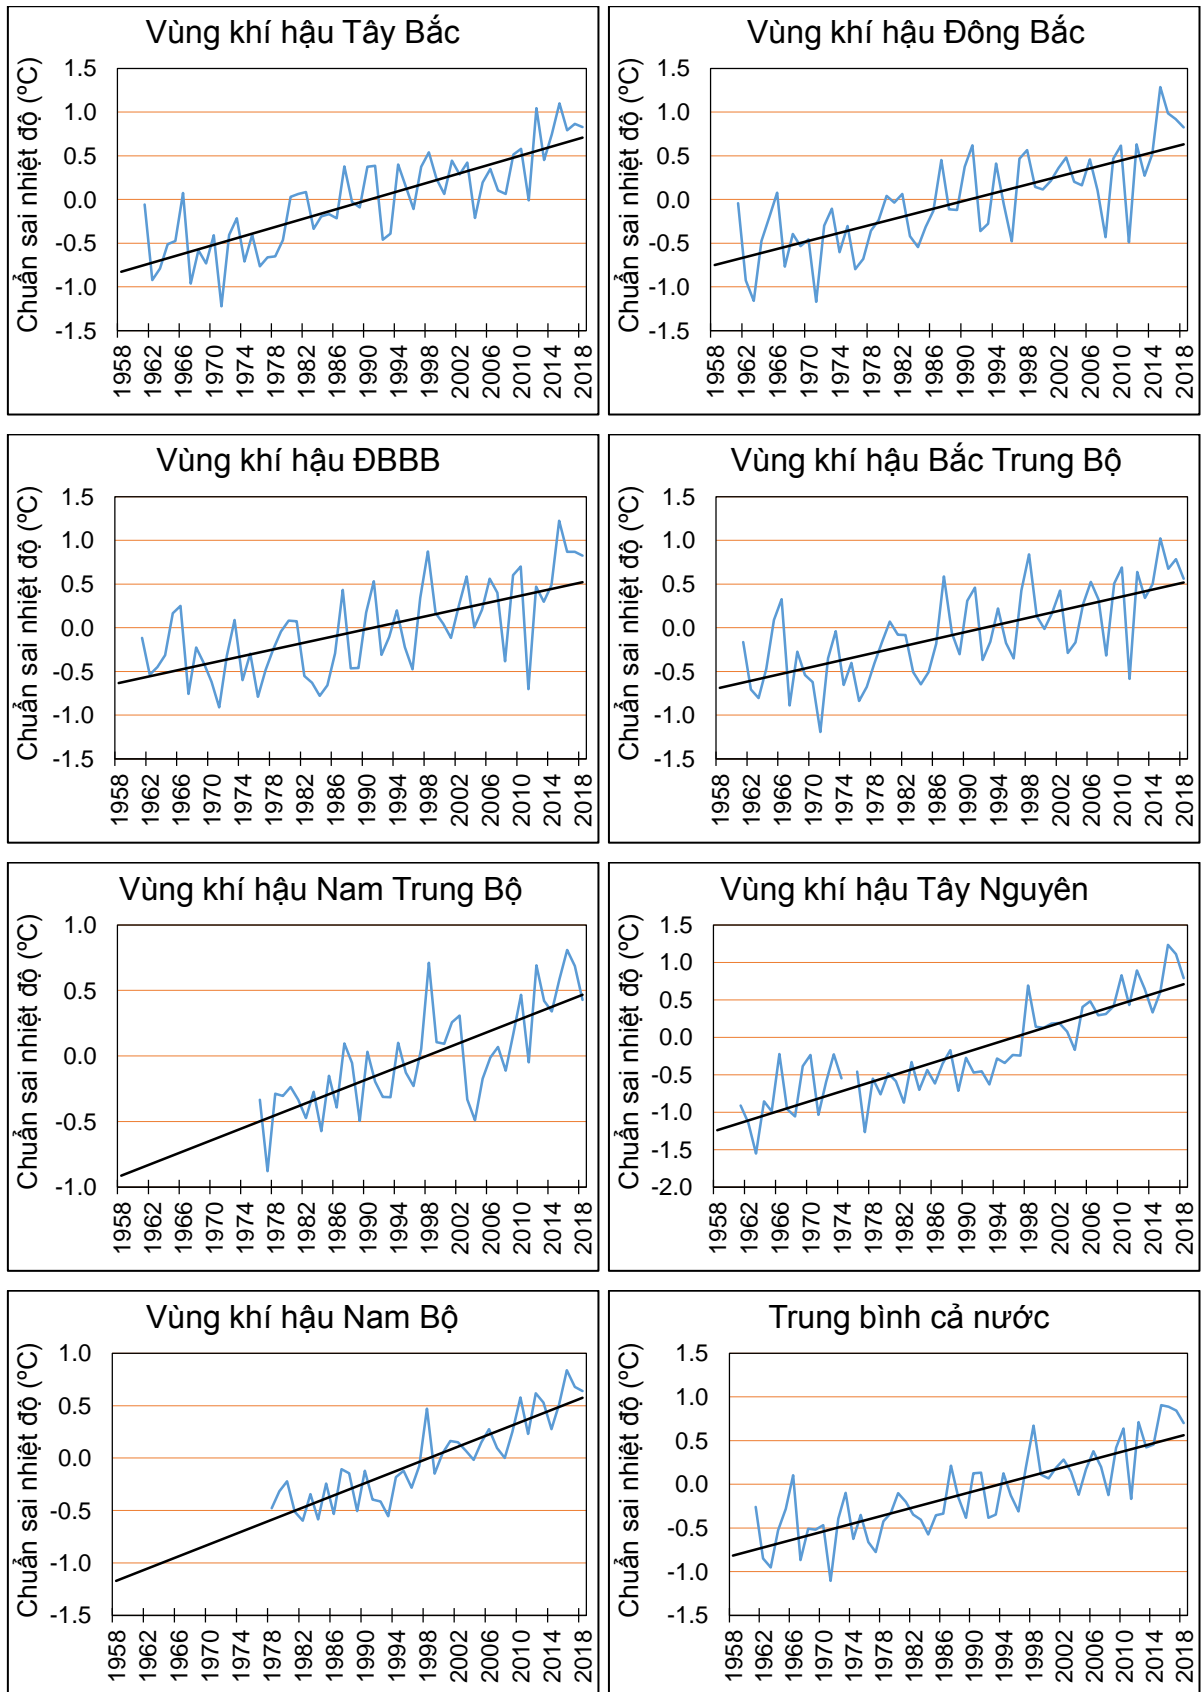 Vùng khí hậu Tây Bắc
Chuẩn sai nhiệt độ (ºC)
1.5
1.0
0.5
0.0
-0.5
-1.0
-1.5
1958 1962 1966 1970 1974 1978 1982 1986 1990 1994 1998 2002 2006 2010 2014 2018
Vùng khí hậu Đông Bắc
Chuẩn sai nhiệt độ (ºC)
1.5
1.0
0.5
0.0
-0.5
-1.0
-1.5
1958 1962 1966 1970 1974 1978 1982 1986 1990 1994 1998 2002 2006 2010 2014 2018
Vùng khí hậu ĐBBB
Chuẩn sai nhiệt độ (ºC)
1.5
1.0
0.5
0.0
-0.5
-1.0
-1.5
1958 1962 1966 1970 1974 1978 1982 1986 1990 1994 1998 2002 2006 2010 2014 2018
Vùng khí hậu Bắc Trung Bộ
Chuẩn sai nhiệt độ (ºC)
1.5
1.0
0.5
0.0
-0.5
-1.0
-1.5
1958 1962 1966 1970 1974 1978 1982 1986 1990 1994 1998 2002 2006 2010 2014 2018
Vùng khí hậu Nam Trung Bộ
Chuẩn sai nhiệt độ (ºC)
1.0
0.5
0.0
-0.5
-1.0
1958 1962 1966 1970 1974 1978 1982 1986 1990 1994 1998 2002 2006 2010 2014 2018
Vùng khí hậu Tây Nguyên
Chuẩn sai nhiệt độ (ºC)
1.5
1.0
0.5
0.0
-0.5
-1.0
-1.5
-2.0
1958 1962 1966 1970 1974 1978 1982 1986 1990 1994 1998 2002 2006 2010 2014 2018
Vùng khí hậu Nam Bộ
Chuẩn sai nhiệt độ (ºC)
1.0
0.5
0.0
-0.5
-1.0
-1.5
1958 1962 1966 1970 1974 1978 1982 1986 1990 1994 1998 2002 2006 2010 2014 2018
Trung bình cả nước
Chuẩn sai nhiệt độ (ºC)
1.5
1.0
0.5
0.0
-0.5
-1.0
-1.5
1958 1962 1966 1970 1974 1978 1982 1986 1990 1994 1998 2002 2006 2010 2014 2018